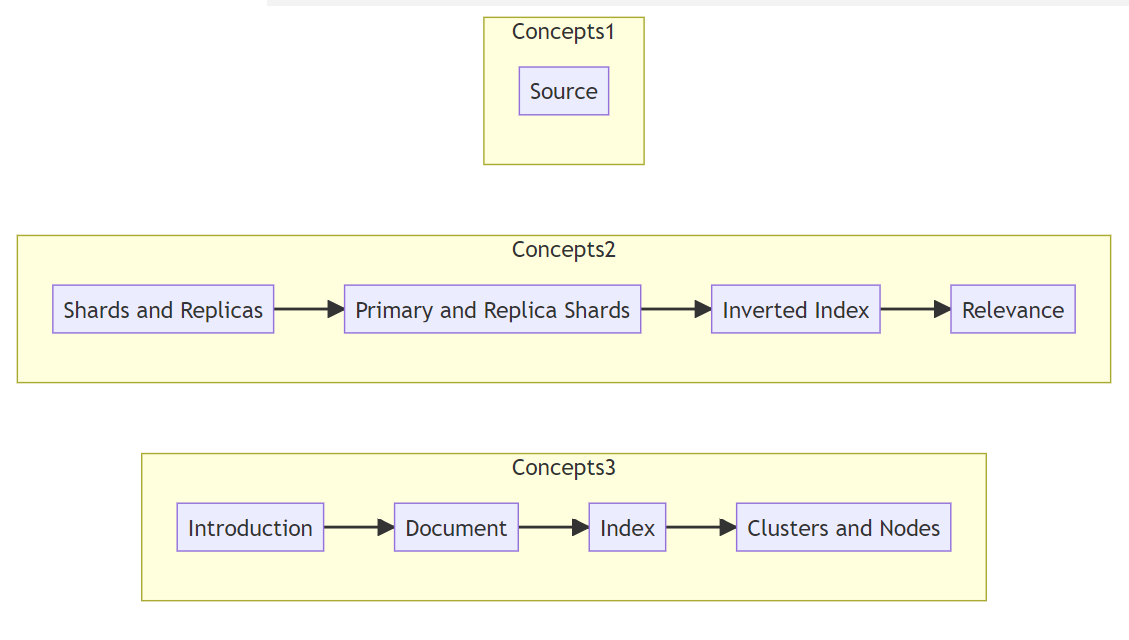 Concepts1
Source
Concepts2
Shards and Replicas
Primary and Replica Shards
Inverted Index
Relevance
Concepts3
Introduction
Document
Index
Clusters and Nodes